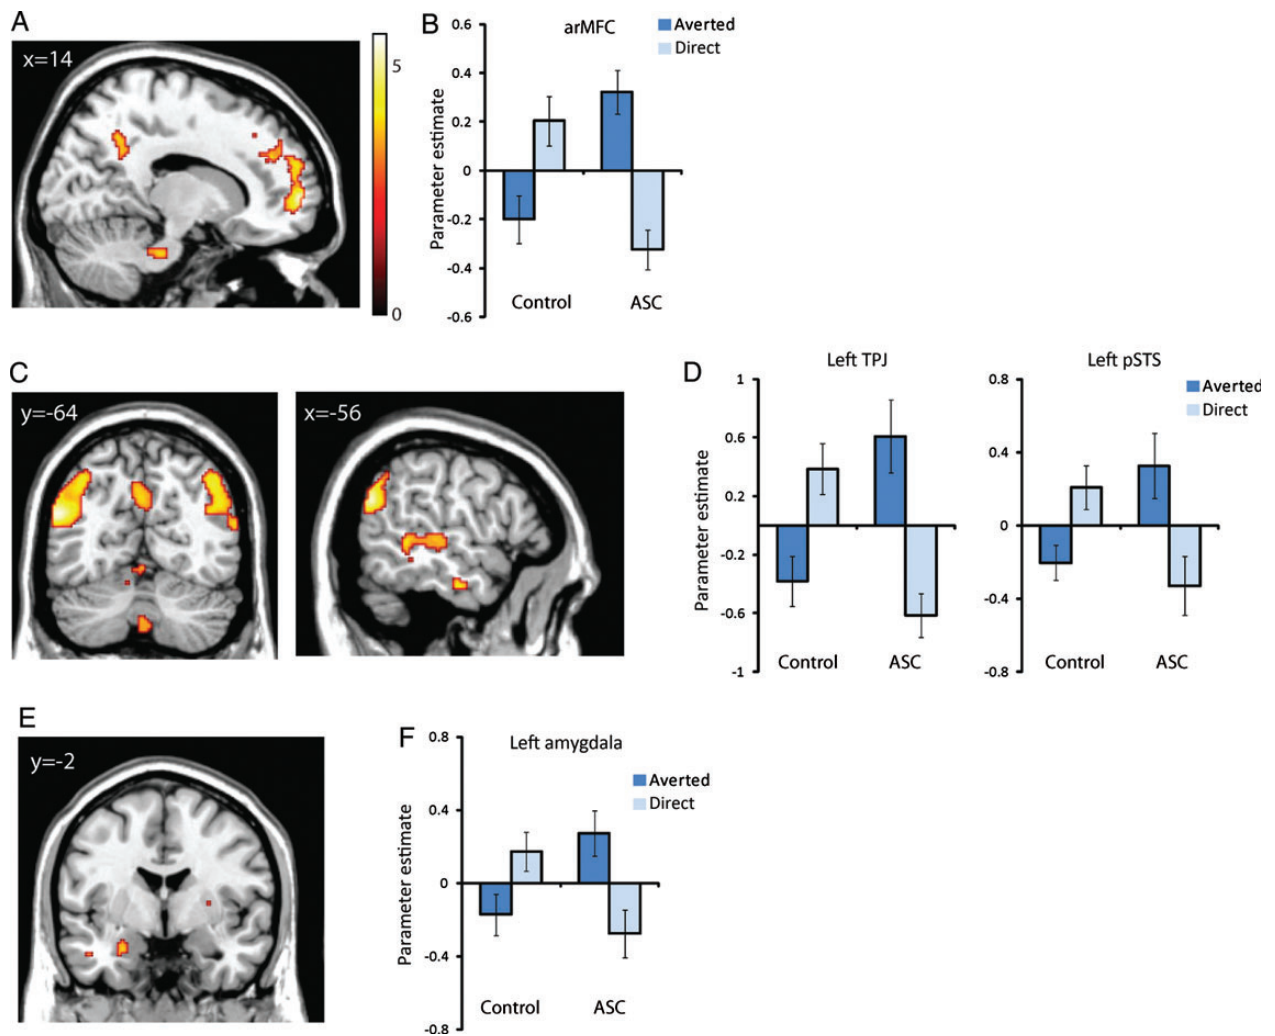 A
x=14
5
0
B
arMFC
Averted
Direct
Parameter estimate
0.6
0.4
0.2
0
-0.2
-0.4
-0.6
Control
ASC
C
y=-64
x=-56
D
Left TPJ
Parameter estimate
1
0.6
0.2
-0.2
-0.6
-1
Control
ASC
Left pSTS
Averted
Direct
0.8
0.4
0
-0.4
-0.8
Control
ASC
E
y=-2
F
Left amygdala
Averted
Direct
Parameter estimate
0.8
0.4
0
-0.4
-0.8
Control
ASC